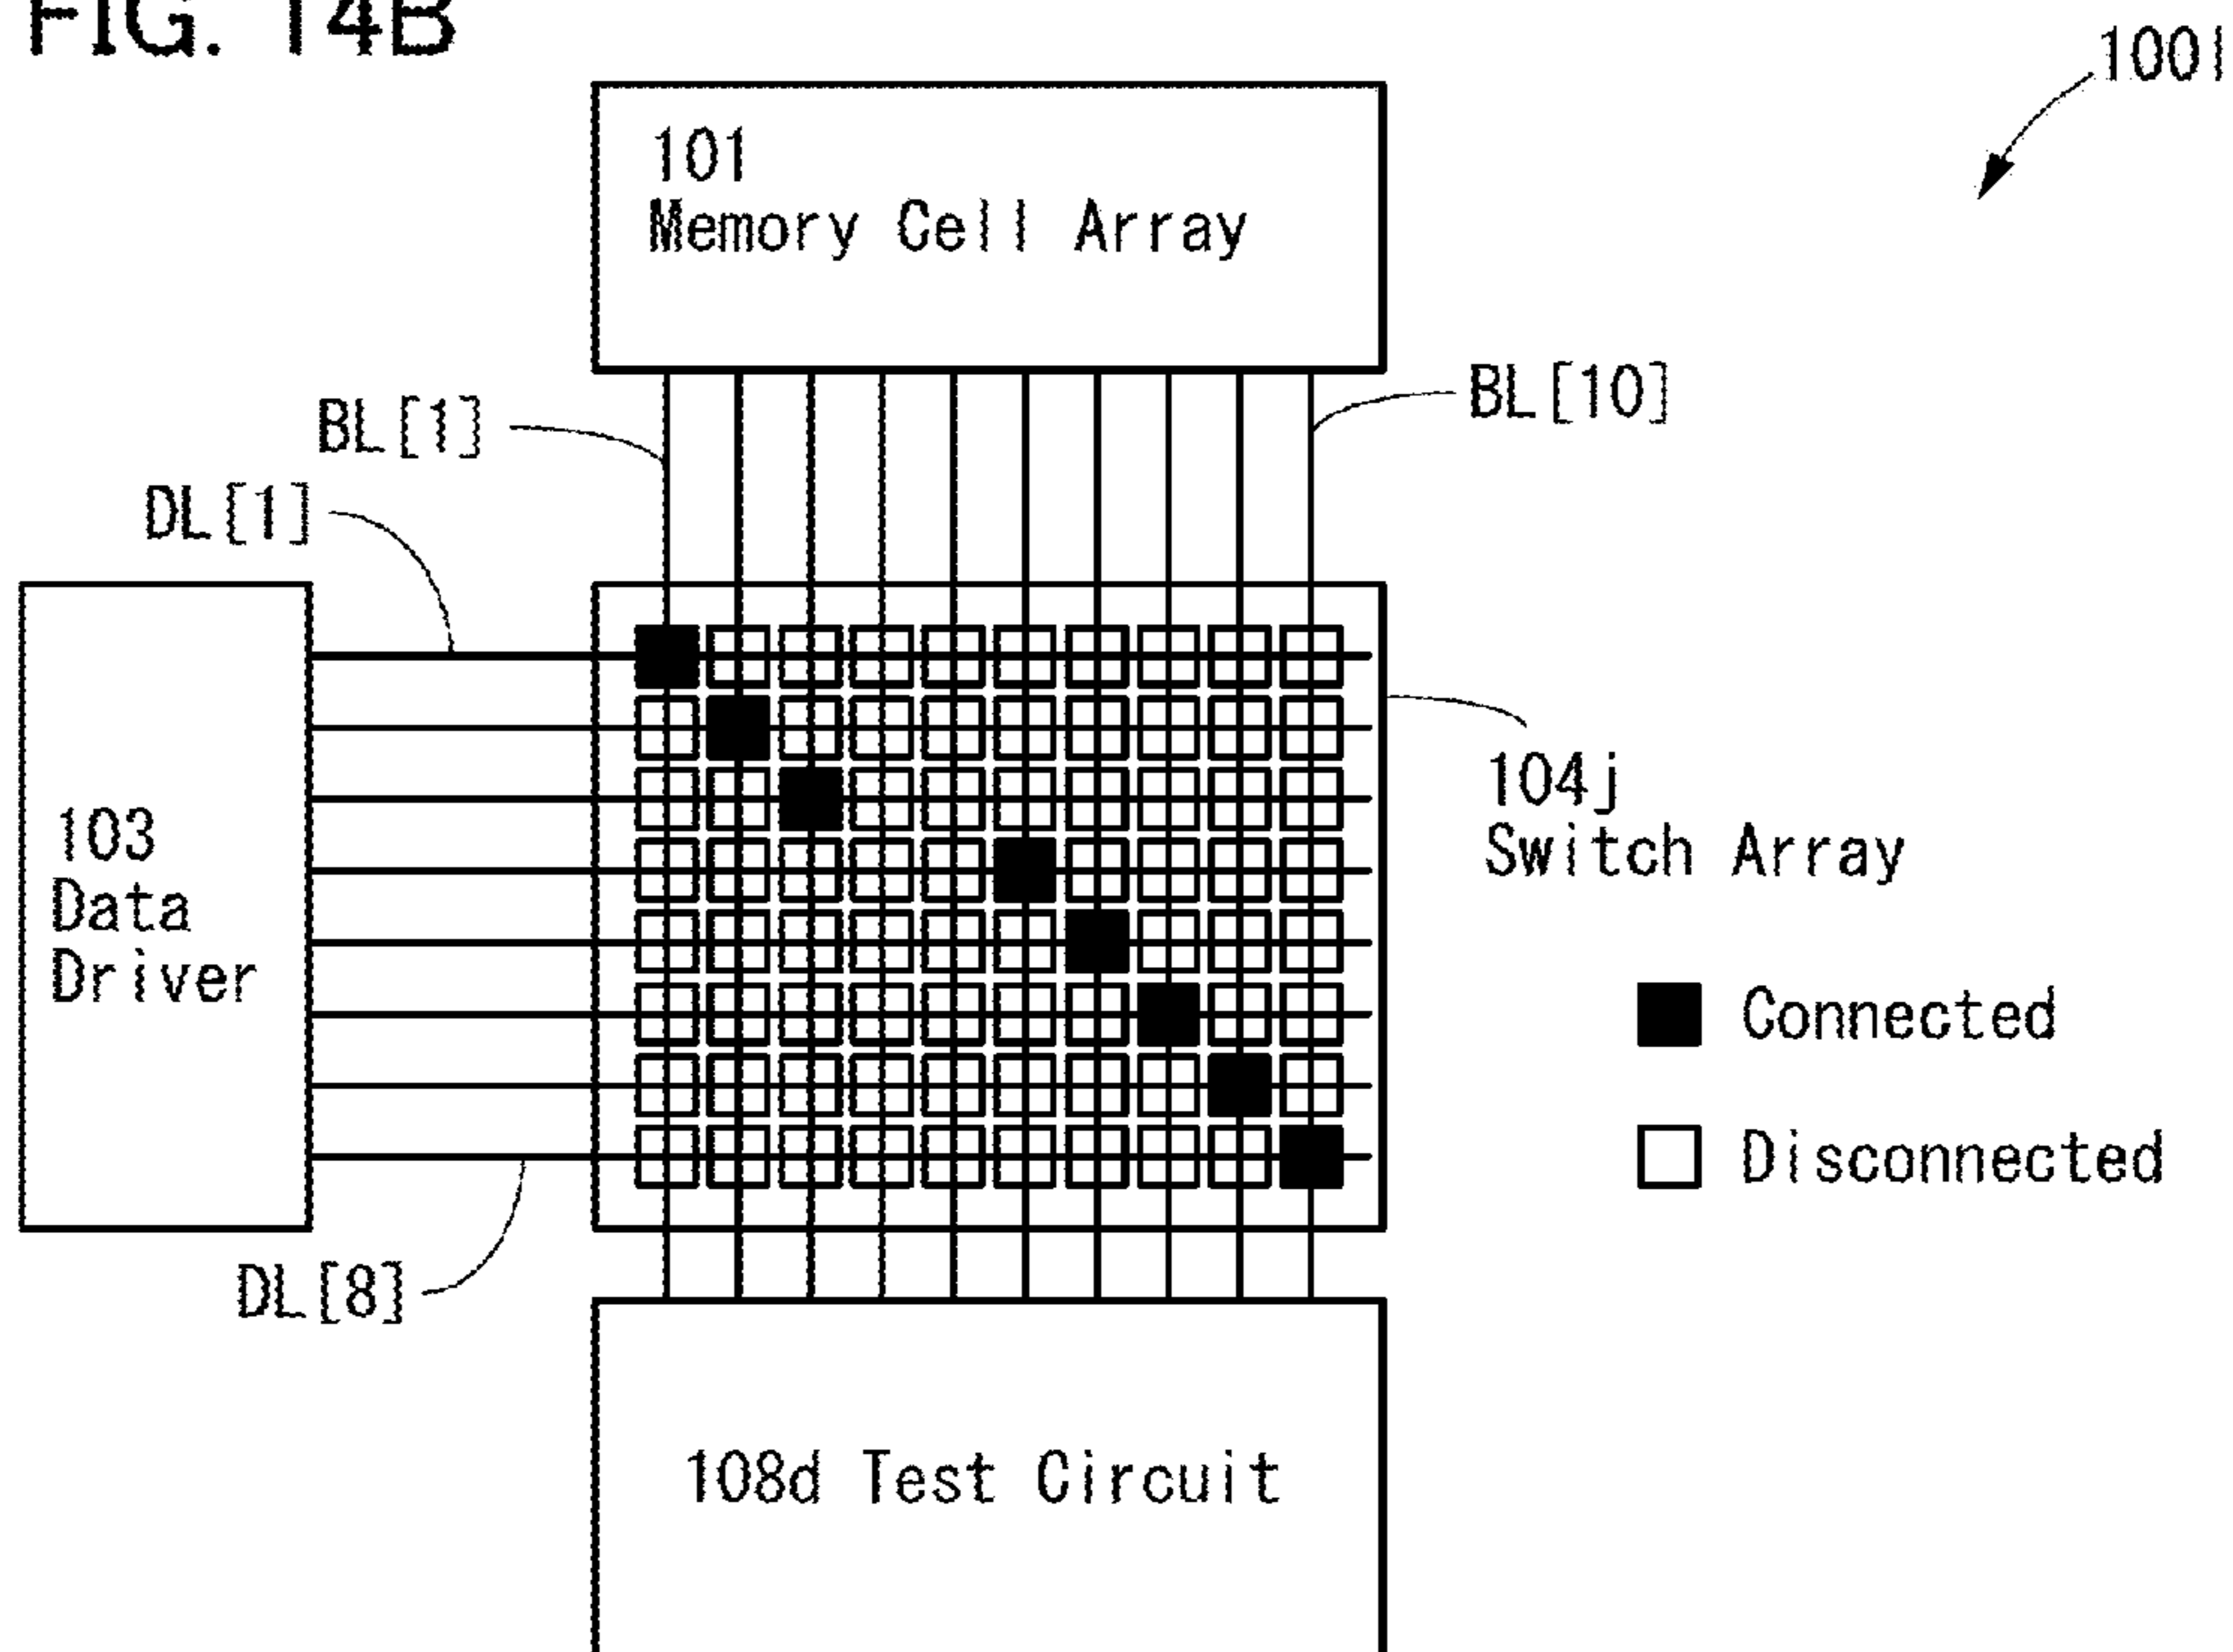 FIG. 14B
100l
101
Memory Cell Array
BL[1]
BL[10]
DL[1]
104j
Switch Array
103
Data
Driver
Connected
Disconnected
DL[8]
108d Test Circuit